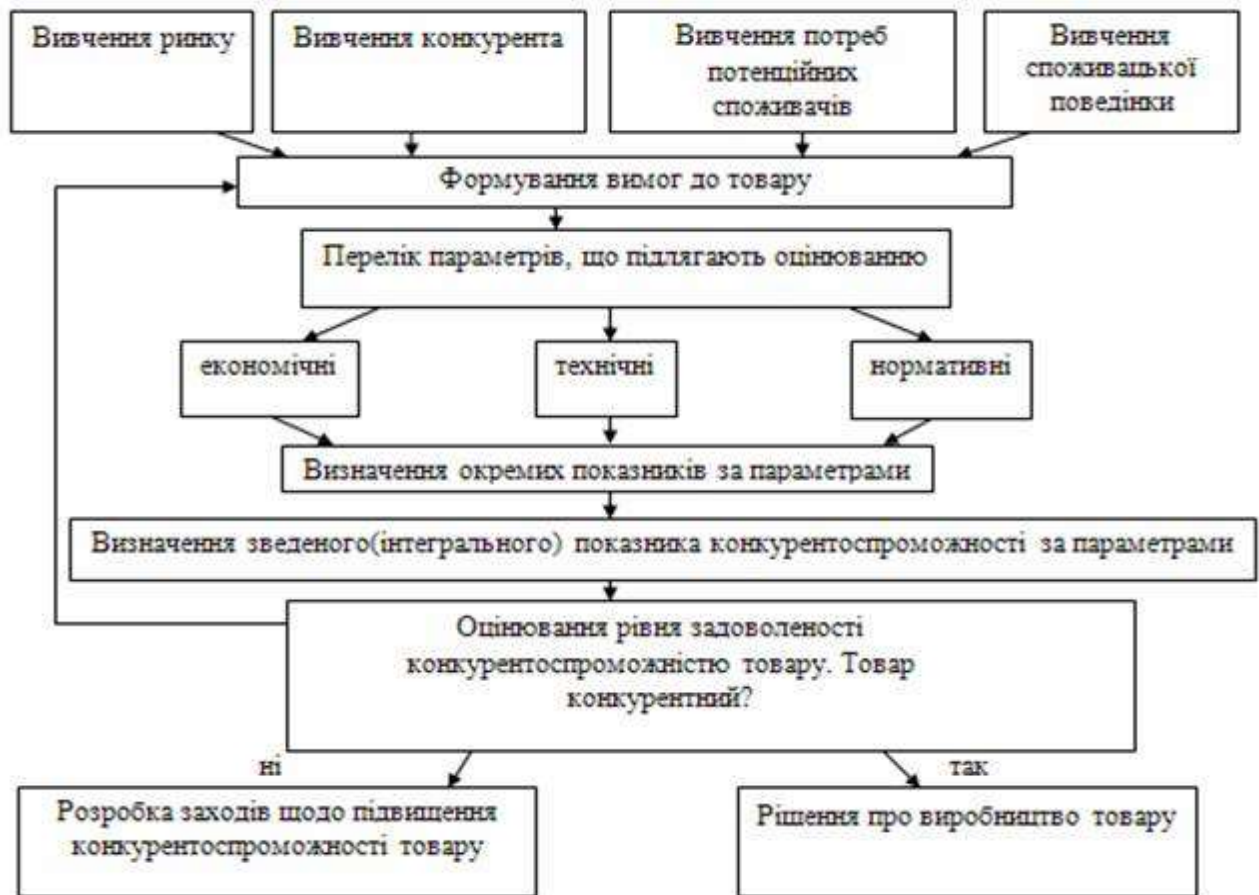 Вивчення ринку
Вивчення конкурента
Вивчення потреб
потенційних
споживачів
Вивчення
споживацької
поведінки
Формування вимог до товару
Перелік параметрів, що підлягають оцінюванню
економічні
технічні
нормативні
Визначення окремих показників за параметрами
Визначення зведеного(інтегрального) показника конкурентоспроможності за параметрами
Оцінювання рівня задоволеності
конкурентоспроможністю товару. Товар
конкурентний?
ні
так
Розробка заходів щодо підвищення
конкурентоспроможності товару
Рішення про виробництво товару